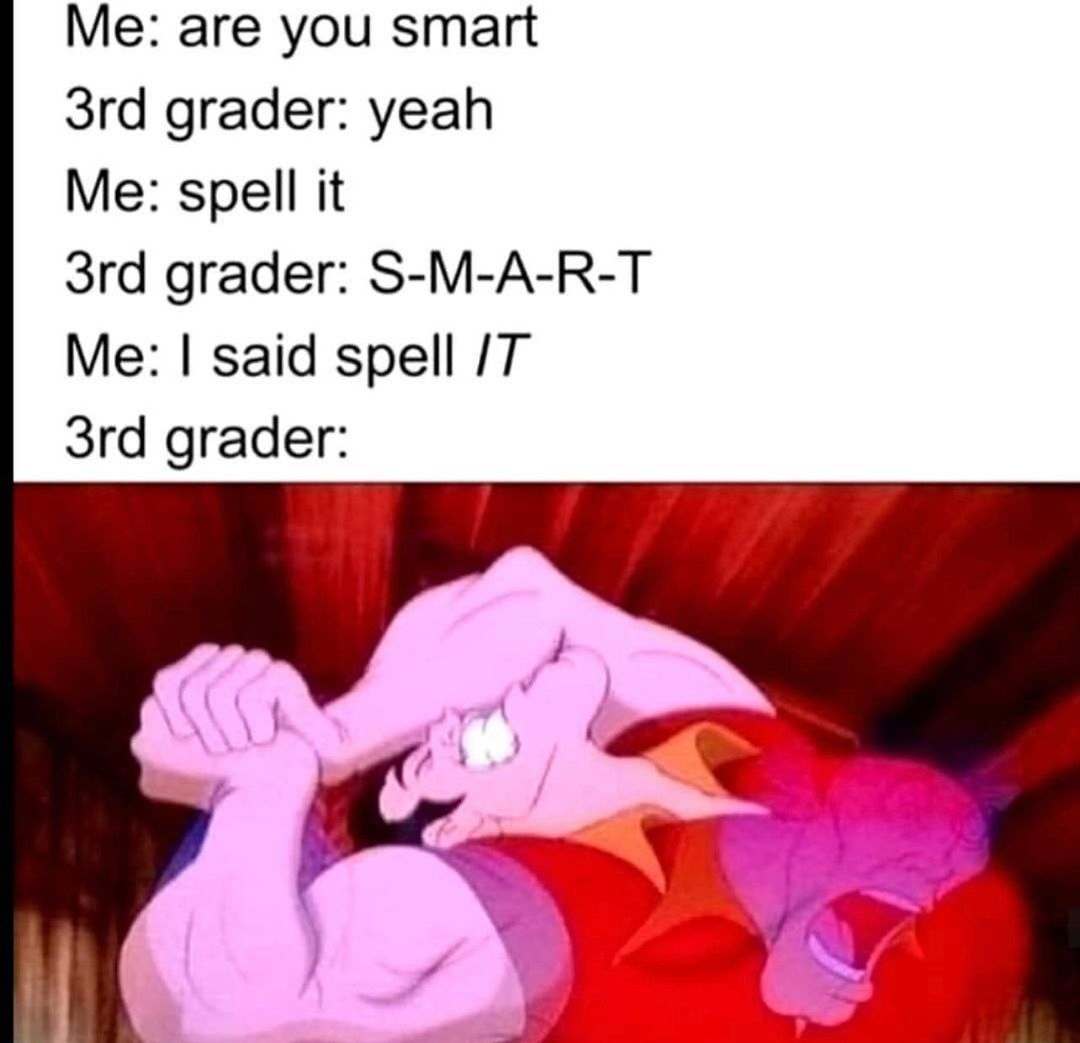 Me: are you smart
3rd grader: yeah
Me: spell it
3rd grader: S-M-A-R-T
Me: I said spell IT
3rd grader: